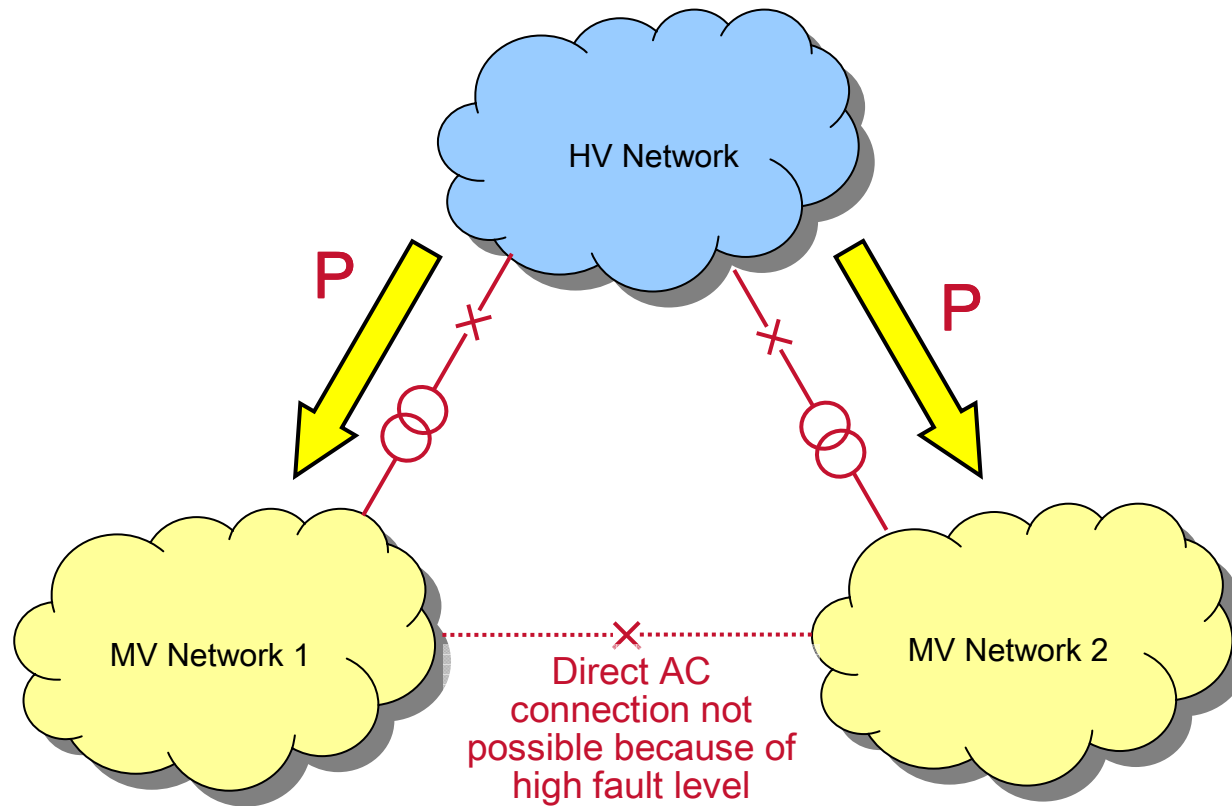 HV Network
P
P
MV Network 1
MV Network 2
Direct AC
connection not
possible because of
high fault level